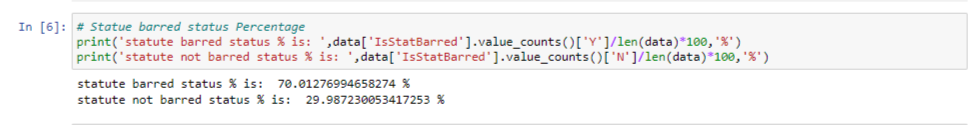 In [6]: # Statue barred status Percentage
print('statute barred status % is: ',data['IsStatBarred'].value_counts()['Y']/len(data)*100,'%')
print('statute not barred status % is: ',data['IsStatBarred'].value_counts()['N']/len(data)*100,'%')
statute barred status % is:  70.01276994658274 %
statute not barred status % is:  29.987230053417253 %